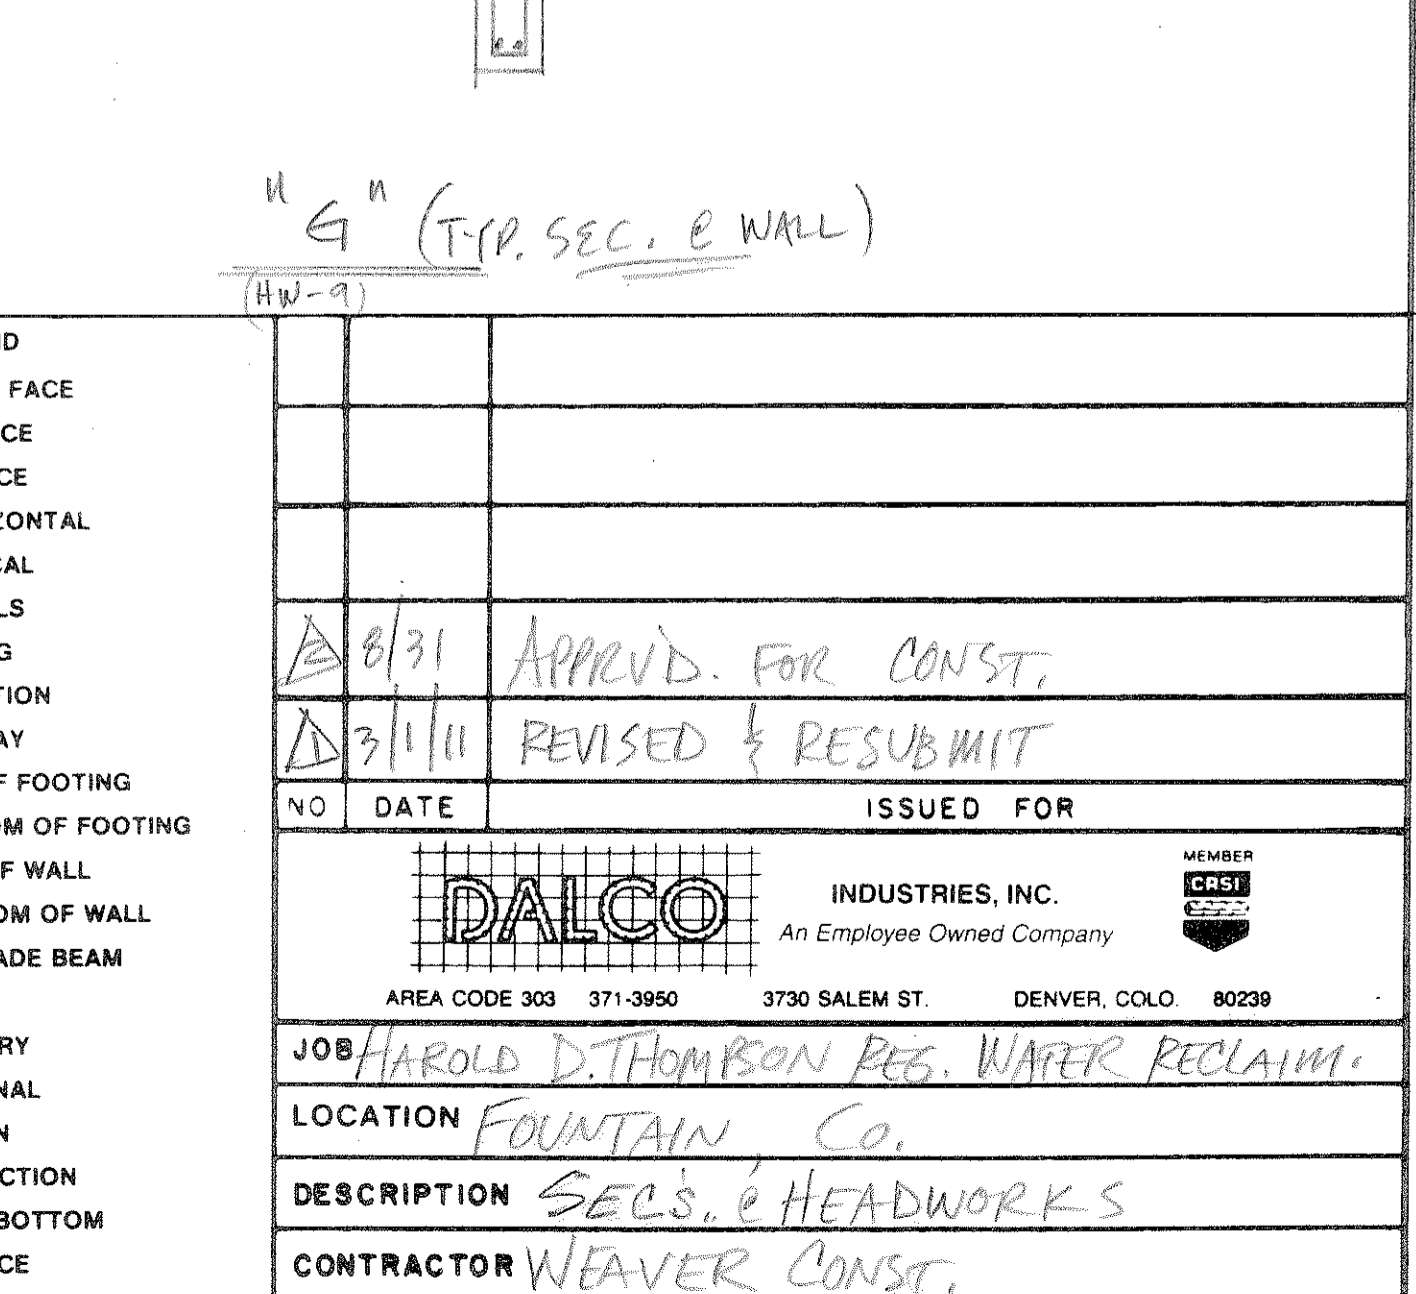 "G" (TYP. SEC. @ WALL)
(HW-9)
ND
FACE
CE
CE
ZONTAL
CAL
LS
G
TION
AY
F FOOTING
OM OF FOOTING
F WALL
OM OF WALL
ADE BEAM
RY
NAL
N
CTION
BOTTOM
CE
2 8/31 APPRV'D. FOR CONST.
1 3/1/11 REVISED & RESUBMIT
NO DATE ISSUED FOR
DALCO INDUSTRIES, INC.
An Employee Owned Company
MEMBER
CRSI
AREA CODE 303 371-3950 3730 SALEM ST. DENVER, COLO. 80239
JOB HAROLD D. THOMPSON REG. WATER RECLAIM.
LOCATION FOUNTAIN CO.
DESCRIPTION SEC'S. @ HEADWORKS
CONTRACTOR WEAVER CONST.